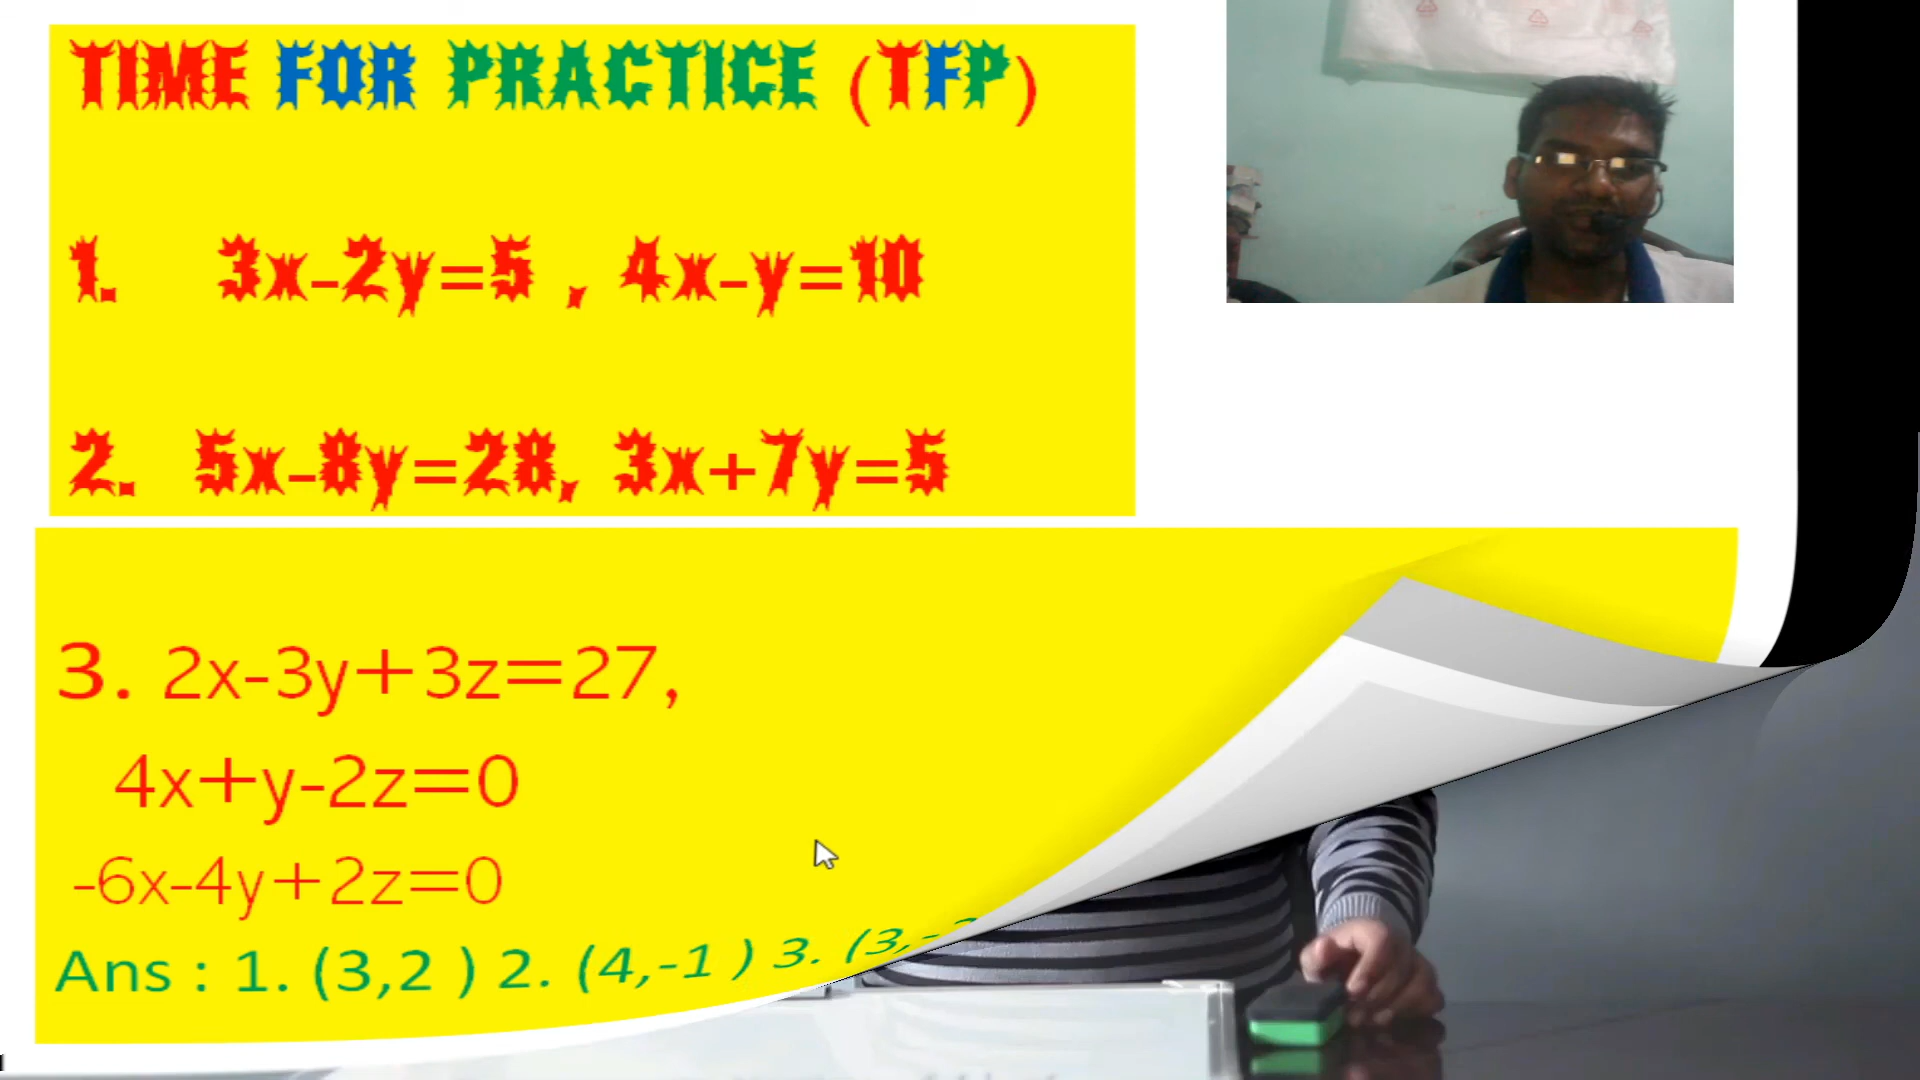 TIME FOR PRACTICE (TFP)
1. 3x-2y=5 , 4x-y=10
2. 5x-8y=28, 3x+7y=5
3. 2x-3y+3z=27,
4x+y-2z=0
-6x-4y+2z=0
Ans : 1. (3,2 ) 2. (4,-1 ) 3. (3,-